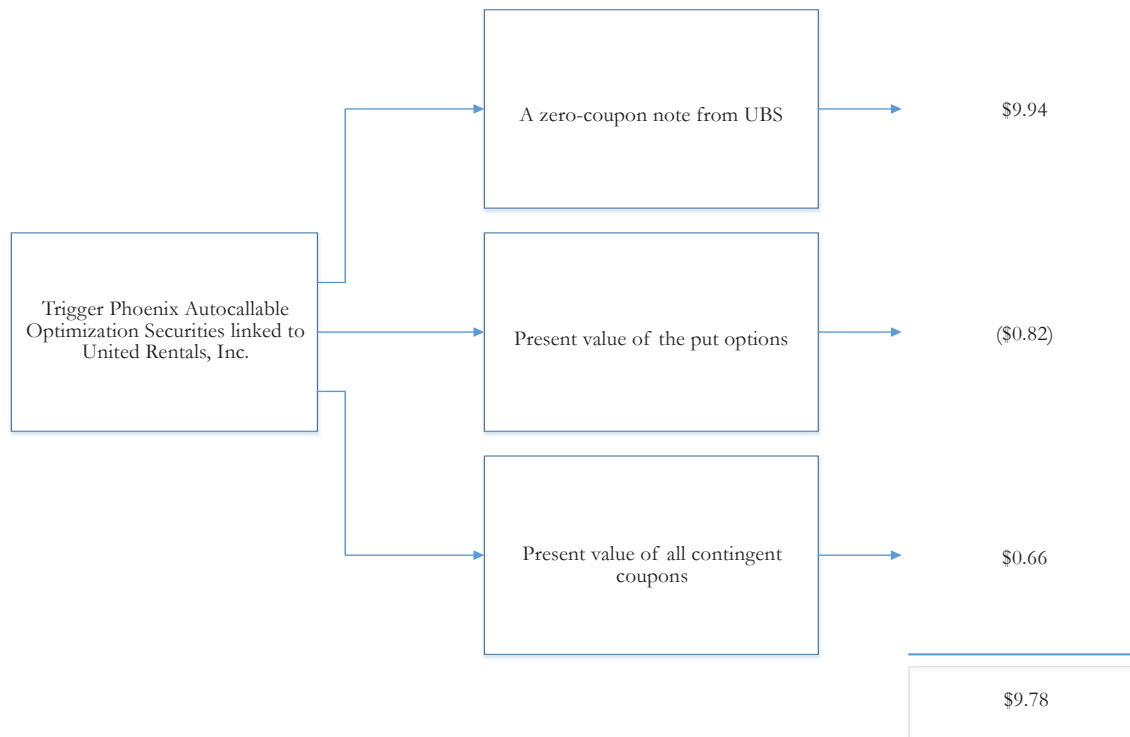 A zero-coupon note from UBS
$9.94
Trigger Phoenix Autocallable
Optimization Securities linked to
United Rentals, Inc.
Present value of the put options
($0.82)
Present value of all contingent
coupons
$0.66
$9.78